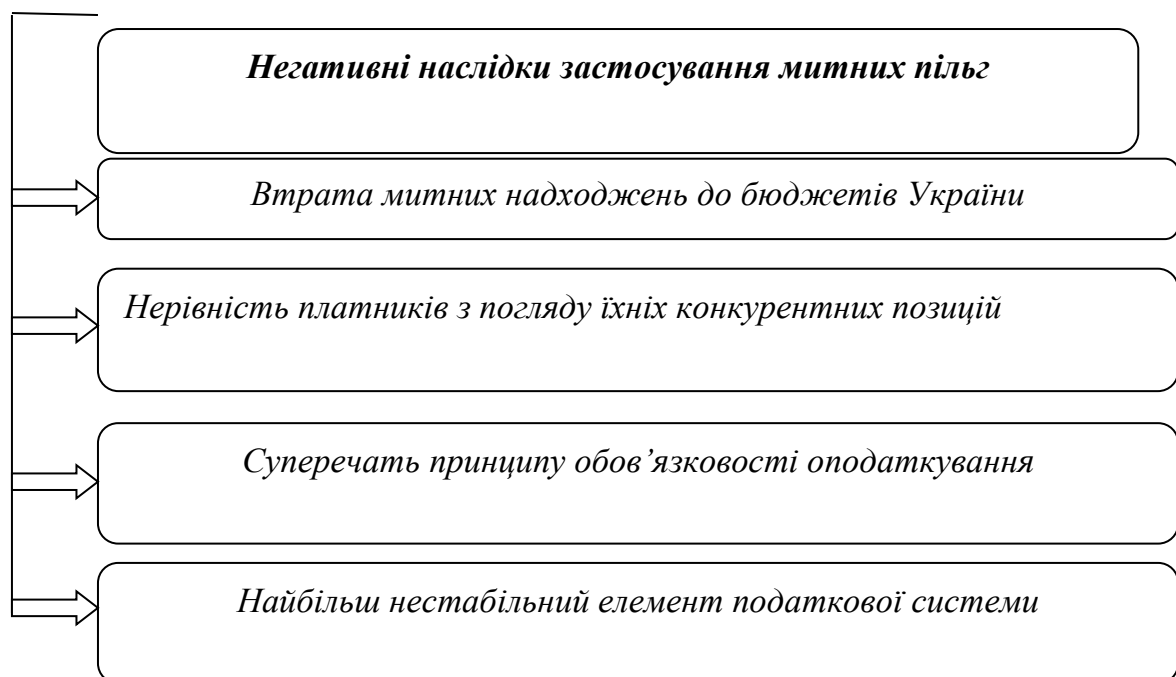 Негативні наслідки застосування митних пільг
Втрата митних надходжень до бюджетів України
Нерівність платників з погляду їхніх конкурентних позицій
Суперечать принципу обов’язковості оподаткування
Найбільш нестабільний елемент податкової системи